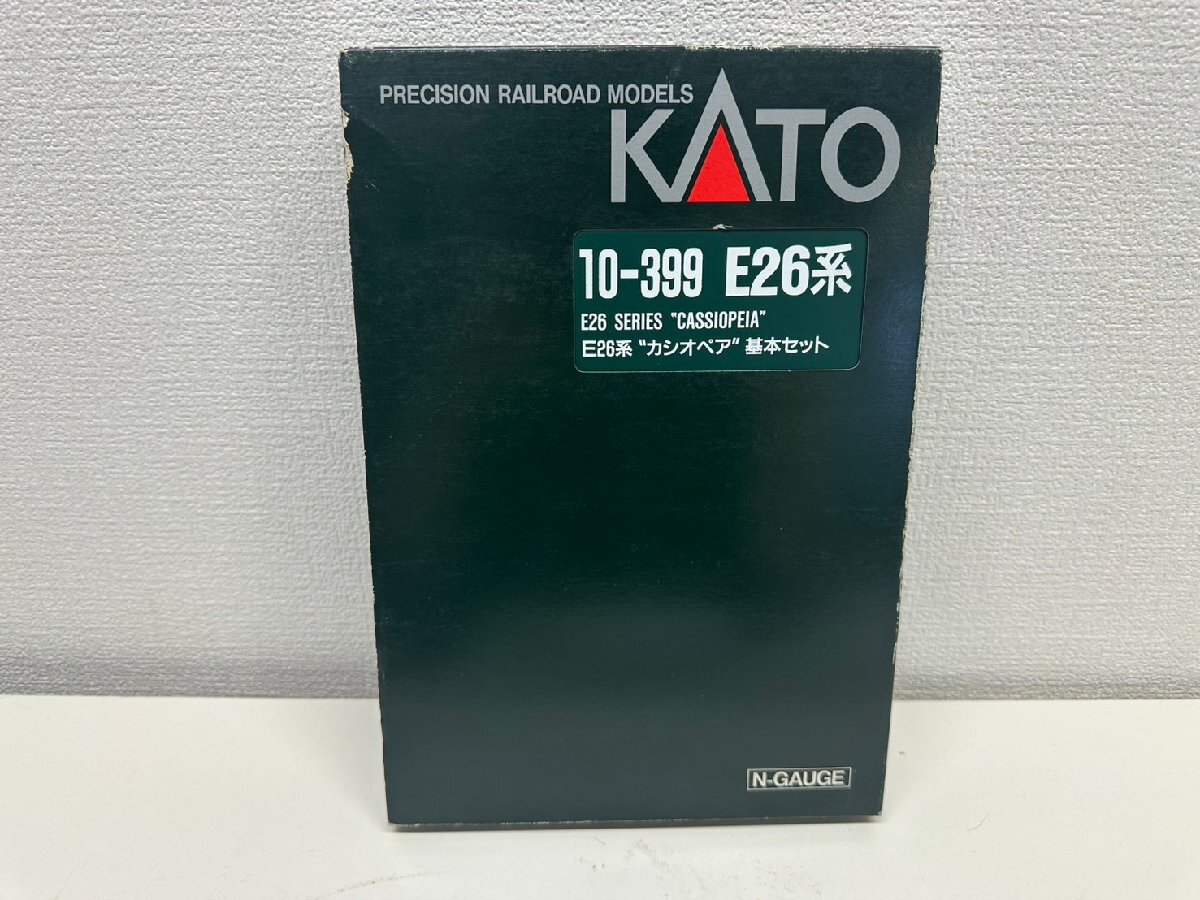 PRECISION RAILROAD MODELS
KATO
10-399 E26系
E26 SERIES "CASSIOPEIA"
E26系 "カシオペア" 基本セット
N-GAUGE